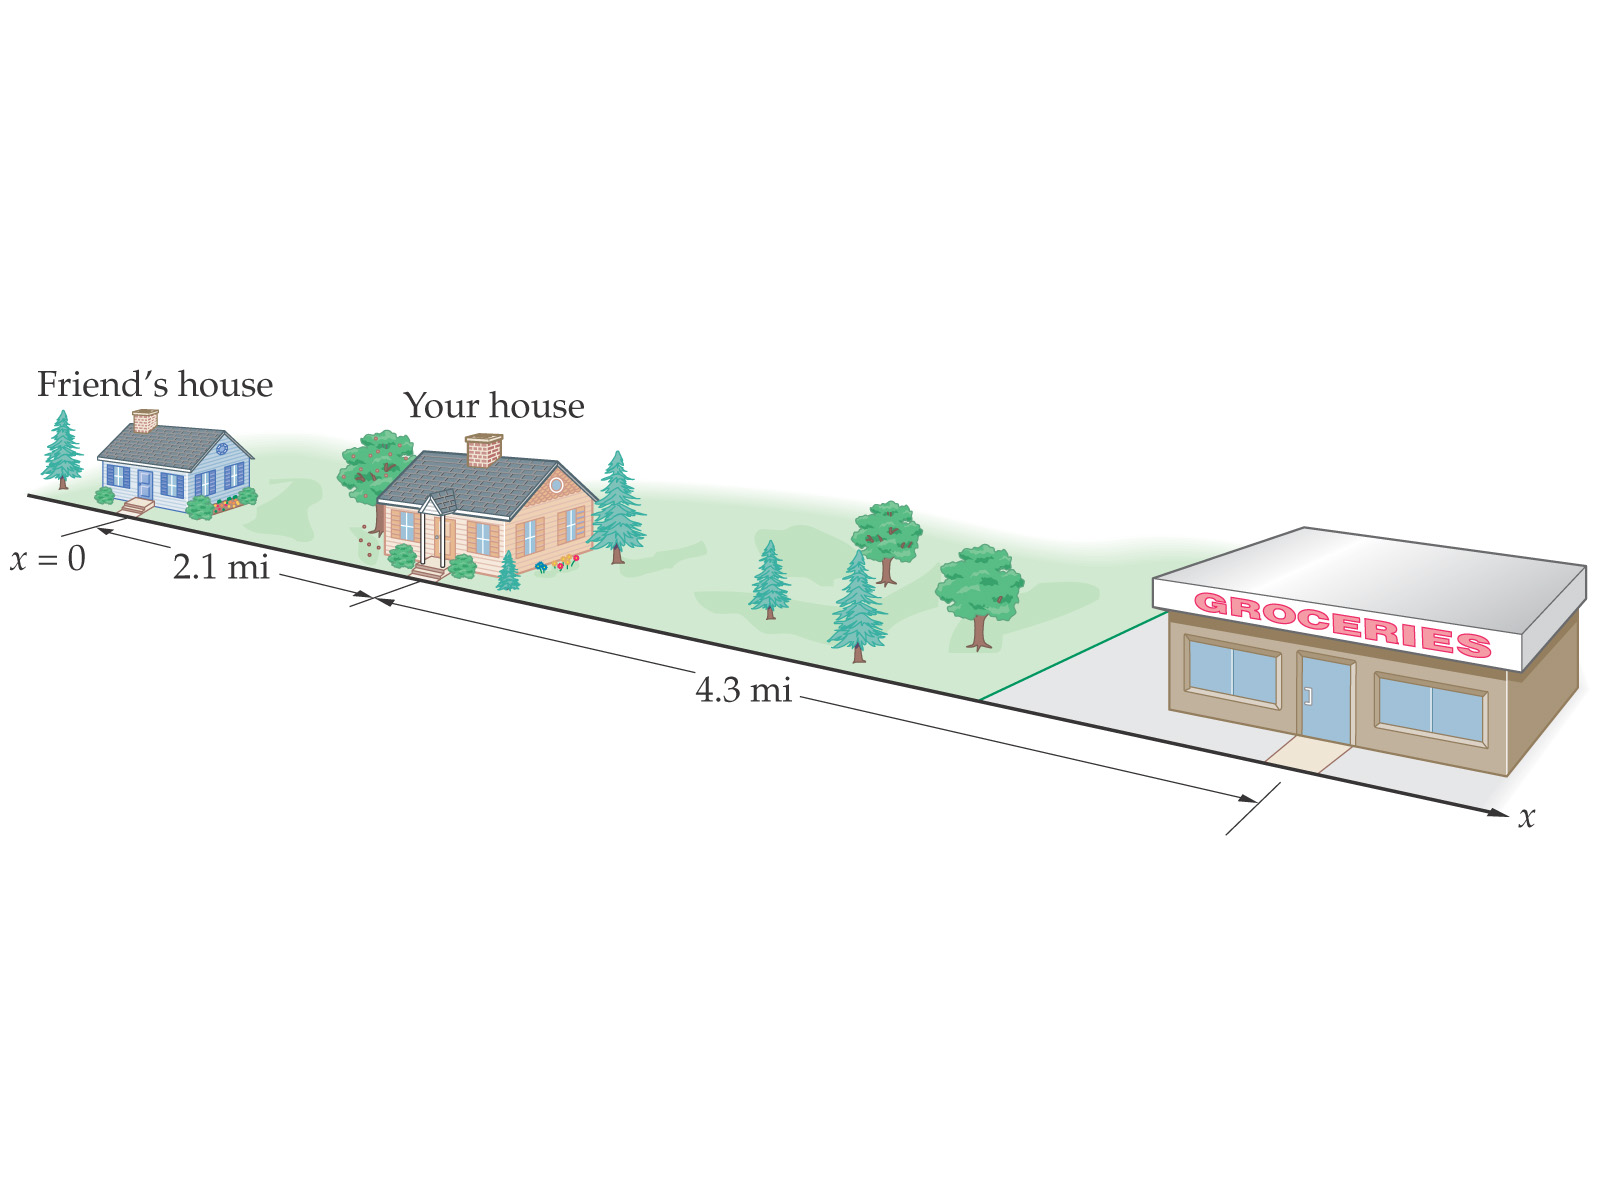 Friend's house
Your house
x = 0
2.1 mi
4.3 mi
GROCERIES
x